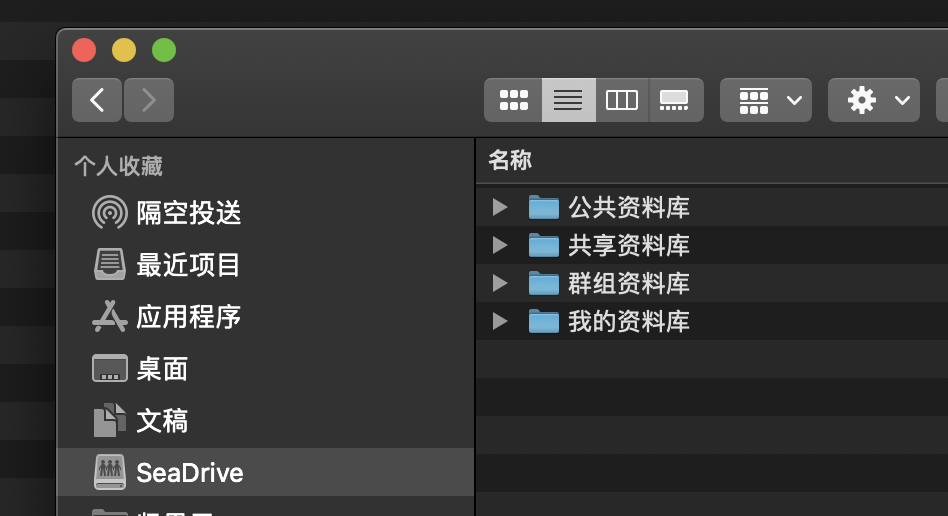 个人收藏
隔空投送
最近项目
应用程序
桌面
文稿
SeaDrive
名称
公共资料库
共享资料库
群组资料库
我的资料库